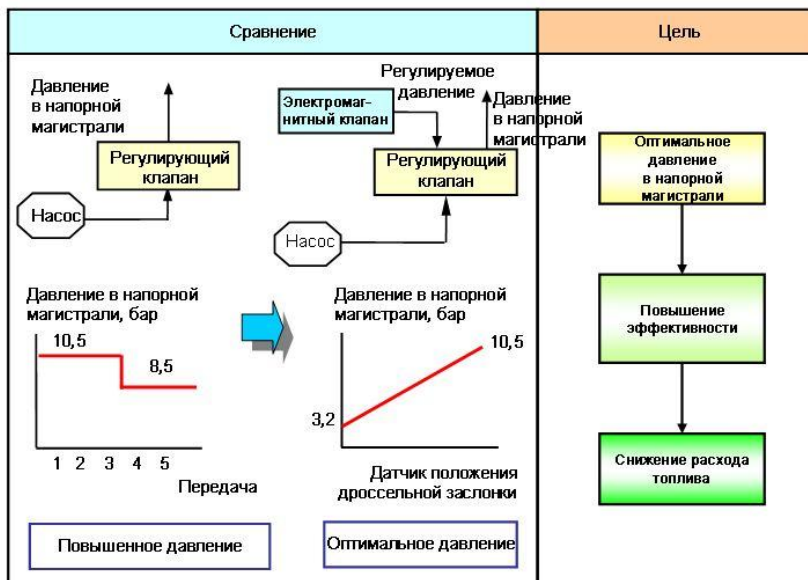 Сравнение
Цель
Давление
в напорной
магистрали
Регулирующий
клапан
Насос
Электромаг-
нитный клапан
Регулируемое
давление
Давление
в напорной
магистрали
Регулирующий
клапан
Насос
Давление в напорной
магистрали, бар
10,5
8,5
1 2 3 4 5
Передача
Повышенное давление
Давление в напорной
магистрали, бар
10,5
3,2
Датчик положения
дроссельной заслонки
Оптимальное давление
Оптимальное
давление
в напорной
магистрали
Повышение
эффективности
Снижение расхода
топлива